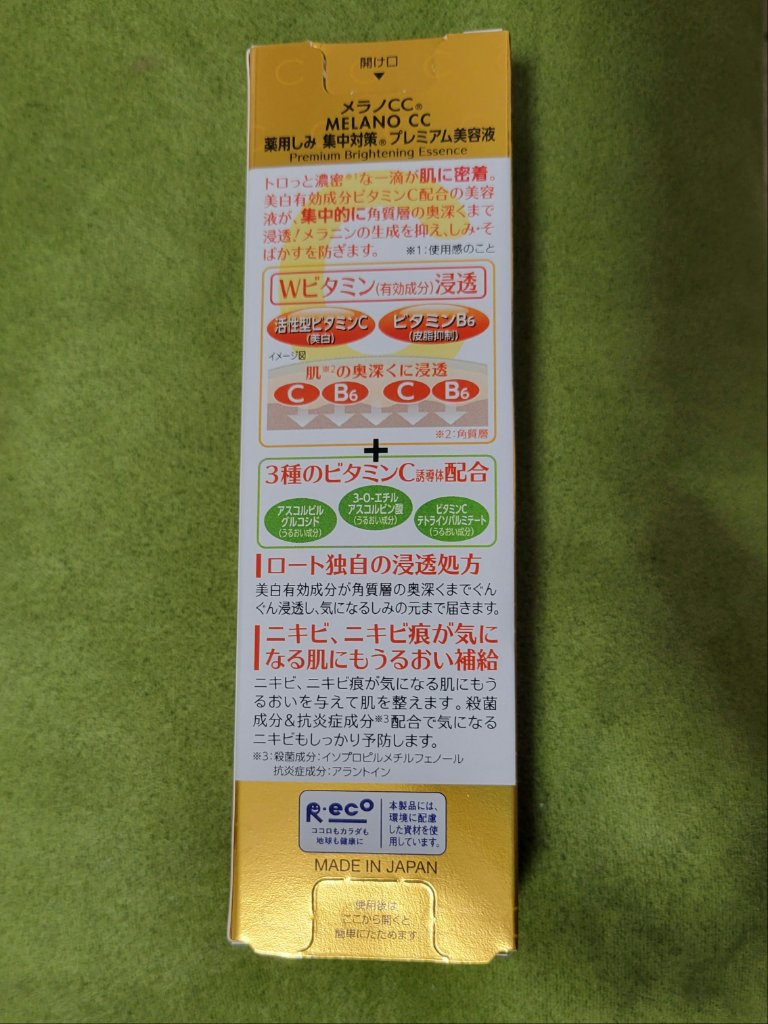 開け口
▼
メラノCC®
MELANO CC
薬用しみ 集中対策® プレミアム美容液
Premium Brightening Essence
トロっと濃密※1な一滴が肌に密着。
美白有効成分ビタミンC配合の美容
液が、集中的に角質層の奥深くまで
浸透!メラニンの生成を抑え、しみ・そ
ばかすを防ぎます。 ※1:使用感のこと
Wビタミン(有効成分)浸透
活性型ビタミンC
(美白)
ビタミンB6
(皮脂抑制)
イメージ図
肌※2の奥深くに浸透
C B6 C B6
※2:角質層
+
3種のビタミンC誘導体配合
アスコルビル
グルコシド
(うるおい成分)
3-O-エチル
アスコルビン酸
(うるおい成分)
ビタミンC
テトライソパルミテート
(うるおい成分)
ロート独自の浸透処方
美白有効成分が角質層の奥深くまでぐん
ぐん浸透し、気になるしみの元まで届きます。
ニキビ、ニキビ痕が気に
なる肌にもうるおい補給
ニキビ、ニキビ痕が気になる肌にもう
るおいを与えて肌を整えます。殺菌
成分&抗炎症成分※3配合で気になる
ニキビもしっかり予防します。
※3:殺菌成分:イソプロピルメチルフェノール
抗炎症成分:アラントイン
R・eco
ココロもカラダも
地球も健康に
本製品には、
環境に配慮
した資材を使
用しています。
MADE IN JAPAN
使用後は
ここから開くと
簡単にたためます